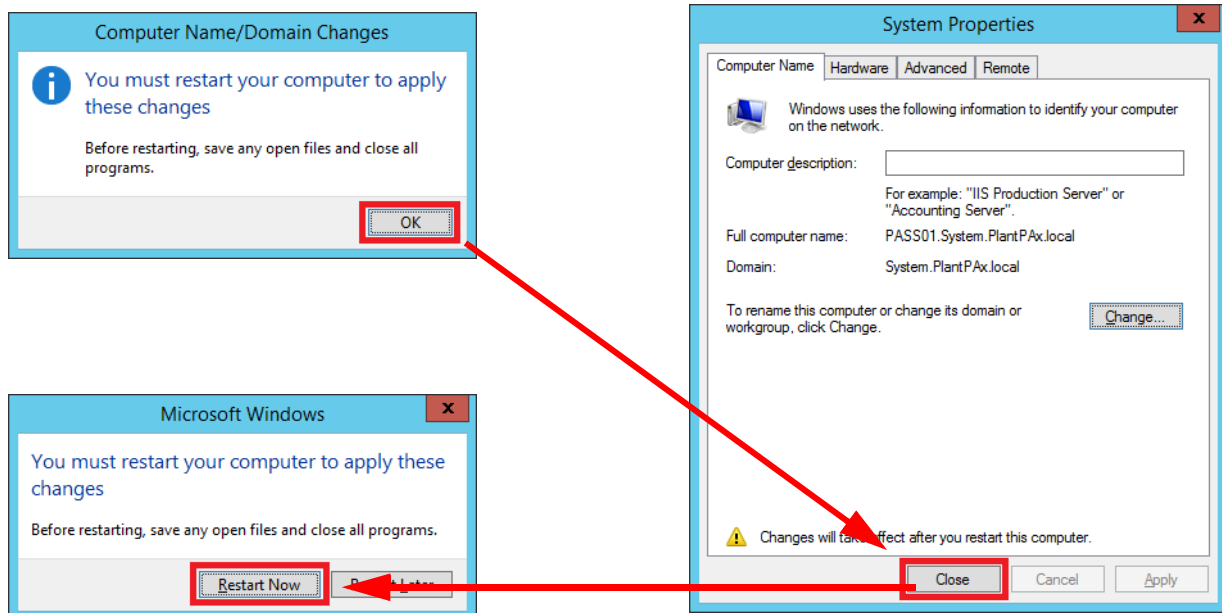 Computer Name/Domain Changes
You must restart your computer to apply
these changes
Before restarting, save any open files and close all
programs.
OK
System Properties
x
Computer Name Hardware Advanced Remote
Windows uses the following information to identify your computer
on the network.
Computer description:
For example: "IIS Production Server" or
"Accounting Server".
Full computer name: PASS01.System.PlantPAx.local
Domain: System.PlantPAx.local
To rename this computer or change its domain or
workgroup, click Change.
Change...
Changes will take effect after you restart this computer.
Close Cancel Apply
Microsoft Windows
x
You must restart your computer to apply these
changes
Before restarting, save any open files and close all programs.
Restart Now
Later